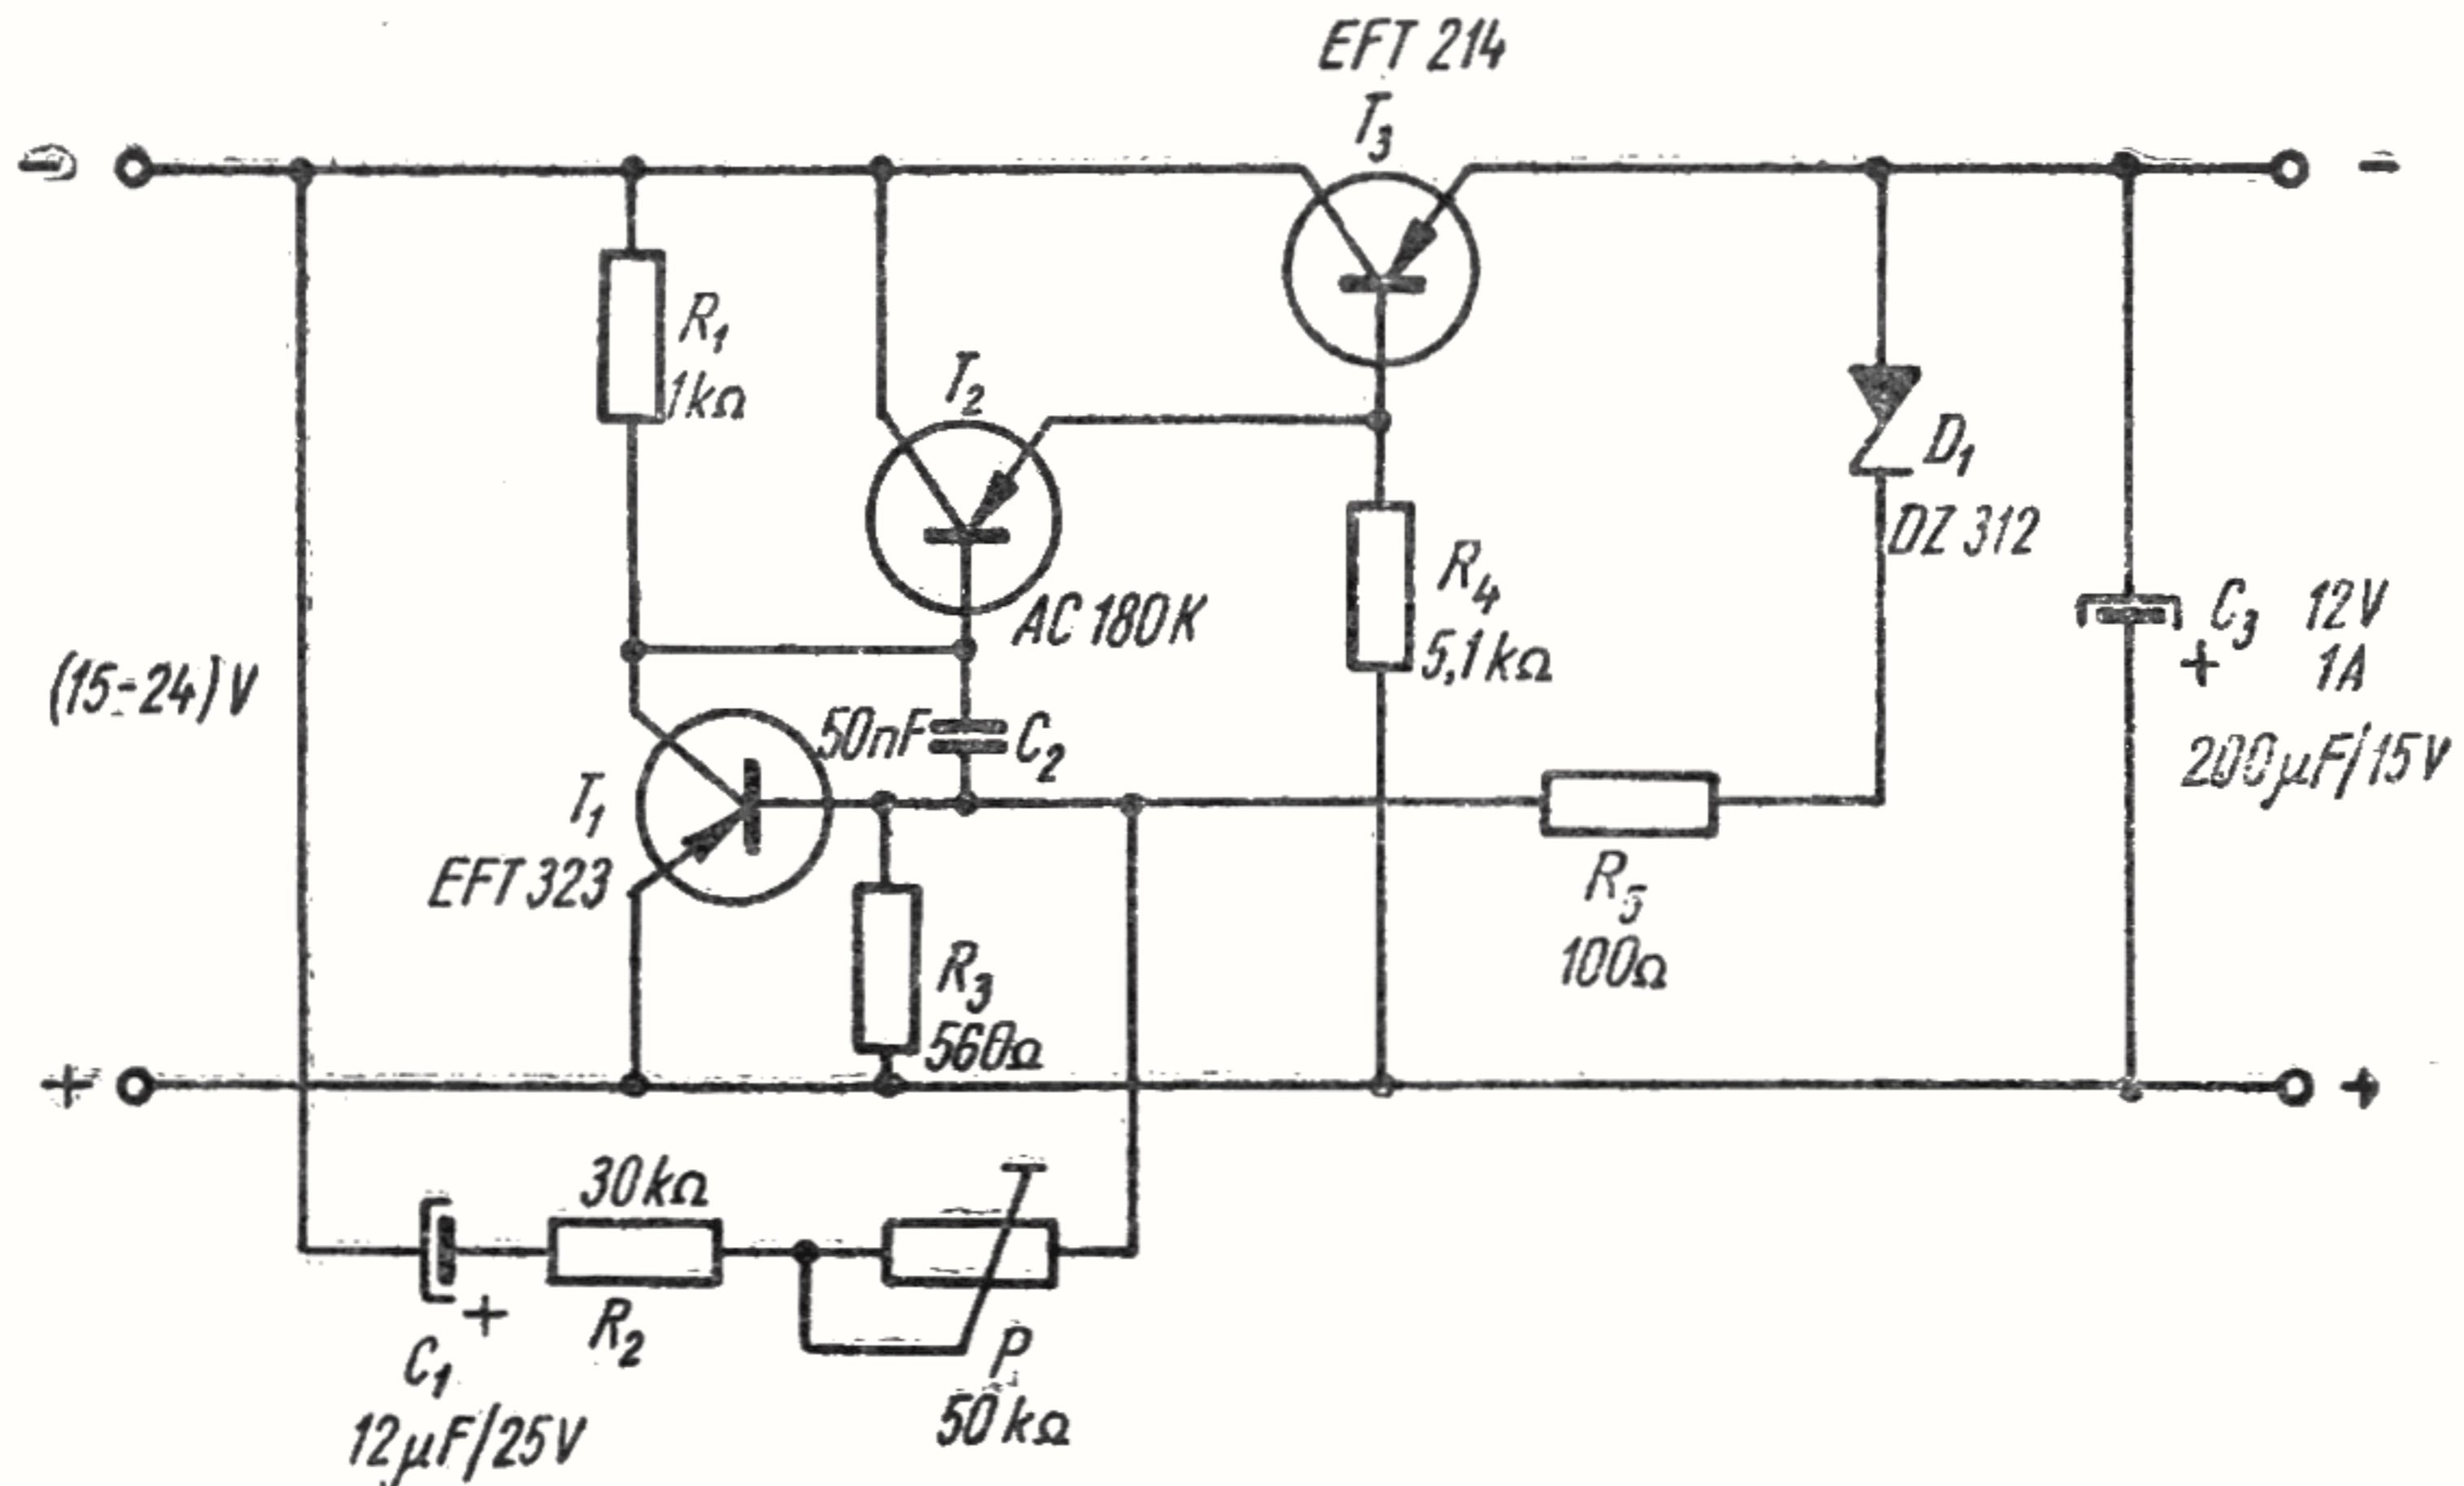 EFT 214
T3
−
−
R1
1kΩ
T2
AC 180K
D1
DZ 312
R4
5,1kΩ
C3 12V
+ 1A
200μF/15V
(15-24)V
50nF C2
T1
EFT 323
R3
560Ω
R5
100Ω
+
+
30kΩ
R2
+
C1
12μF/25V
P
50kΩ